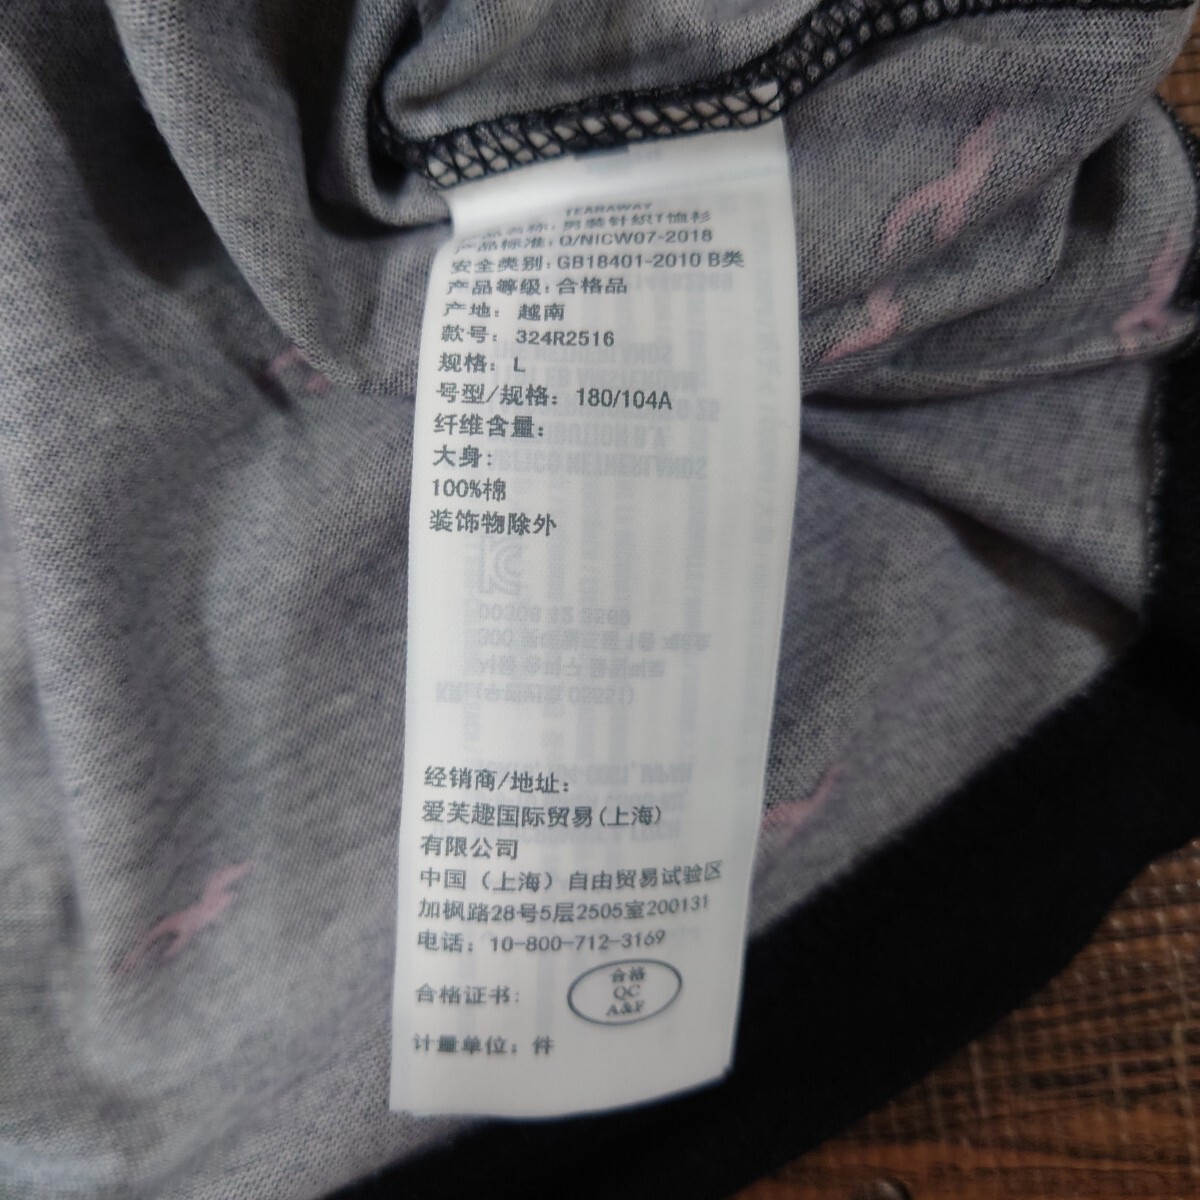 TEARAWAY
产品名称：男装针织T恤衫
产品标准：Q/NICW07-2018
安全类别：GB18401-2010 B类
产品等级：合格品
产地：越南
款号：324R2516
规格：L
号型/规格：180/104A
纤维含量：
大身：
100%棉
装饰物除外
经销商/地址：
爱芙趣国际贸易(上海)
有限公司
中国（上海）自由贸易试验区
加枫路28号5层2505室200131
电话：10-800-712-3169
合格证书：
合格
QC
A&F
计量单位：件